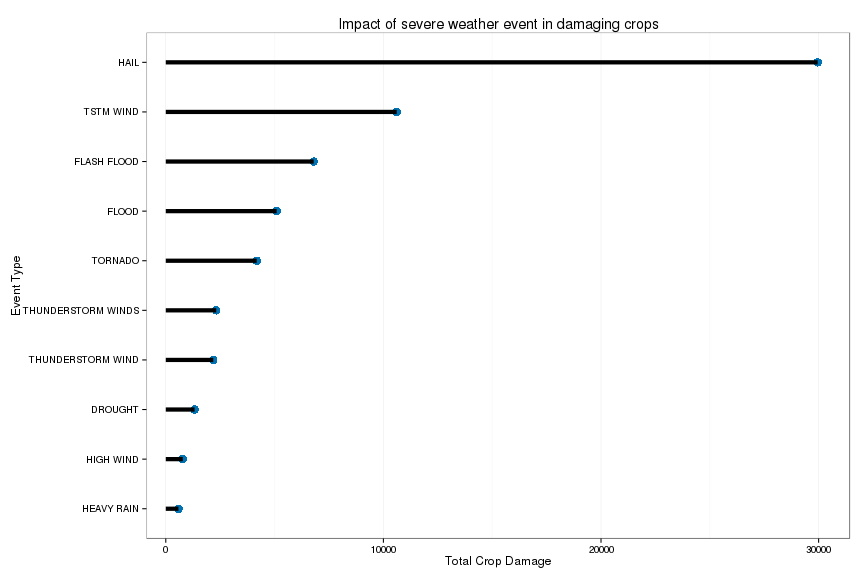 Impact of severe weather event in damaging crops
HAIL
TSTM WIND
FLASH FLOOD
FLOOD
TORNADO
Event Type
THUNDERSTORM WINDS
THUNDERSTORM WIND
DROUGHT
HIGH WIND
HEAVY RAIN
0 10000 20000 30000
Total Crop Damage